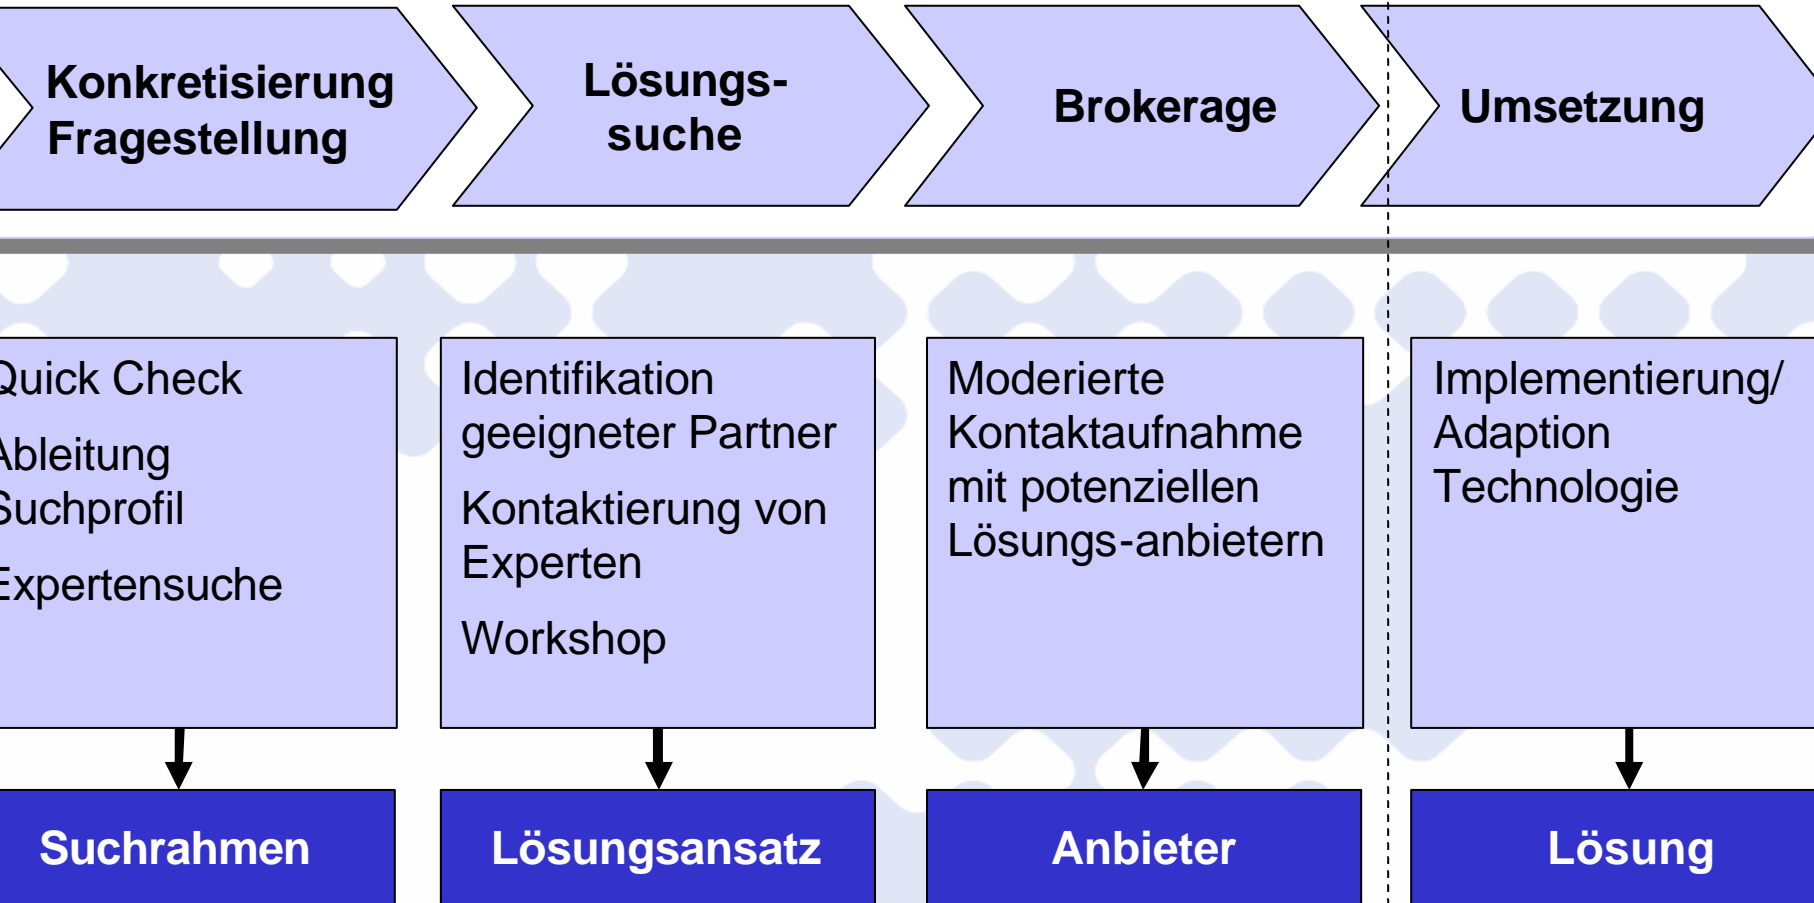 Konkretisierung
Fragestellung
Lösungs-
suche
Brokerage
Umsetzung
Quick Check
Ableitung
Suchprofil
Expertensuche
Identifikation
geeigneter Partner
Kontaktierung von
Experten
Workshop
Moderierte
Kontaktaufnahme
mit potenziellen
Lösungs-anbietern
Implementierung/
Adaption
Technologie
Suchrahmen
Lösungsansatz
Anbieter
Lösung